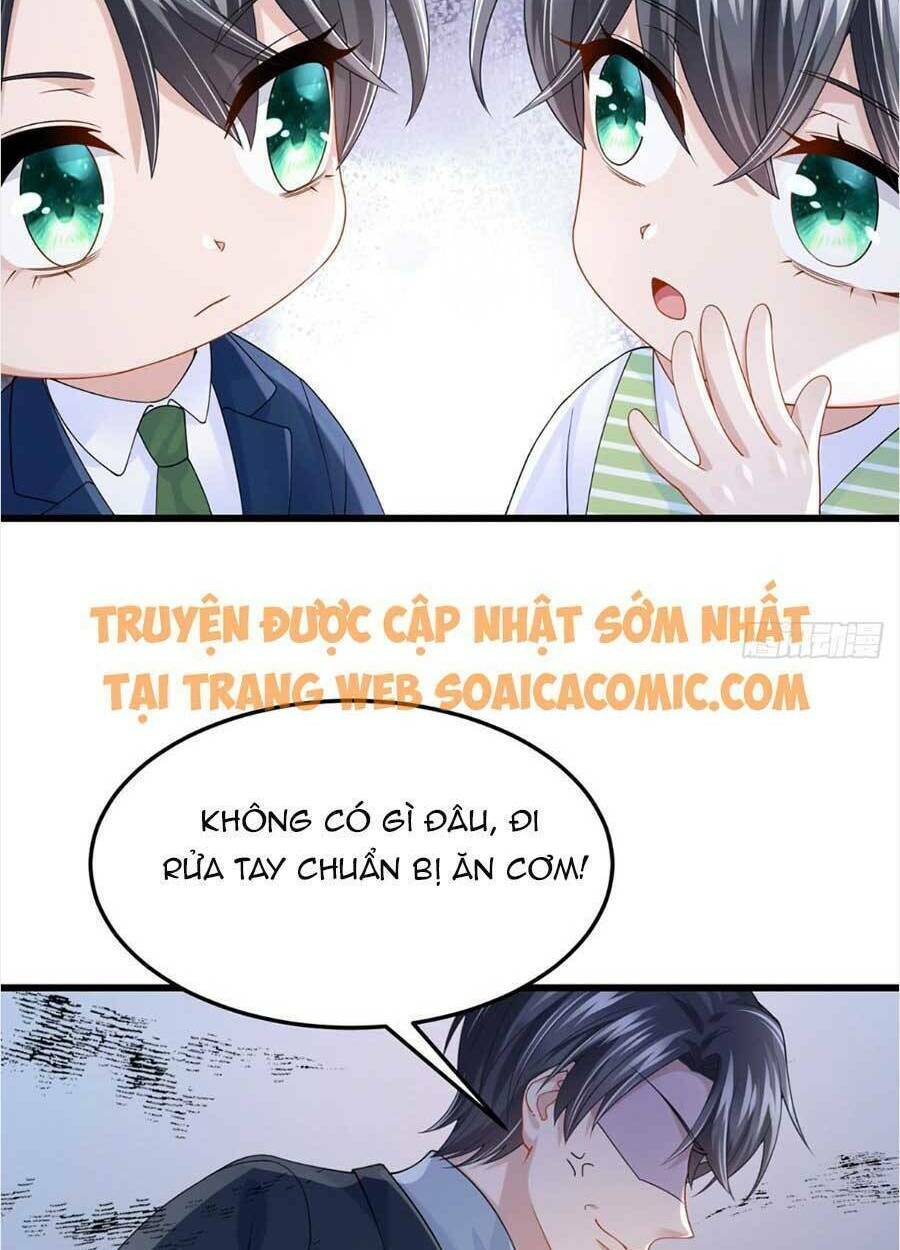 TRUYỆN ĐƯỢC CẬP NHẬT SỚM NHẤT
TẠI TRANG WEB SOAICACOMIC.COM
KHÔNG CÓ GÌ ĐÂU, ĐI
RỬA TAY CHUẨN BỊ ĂN CƠM!